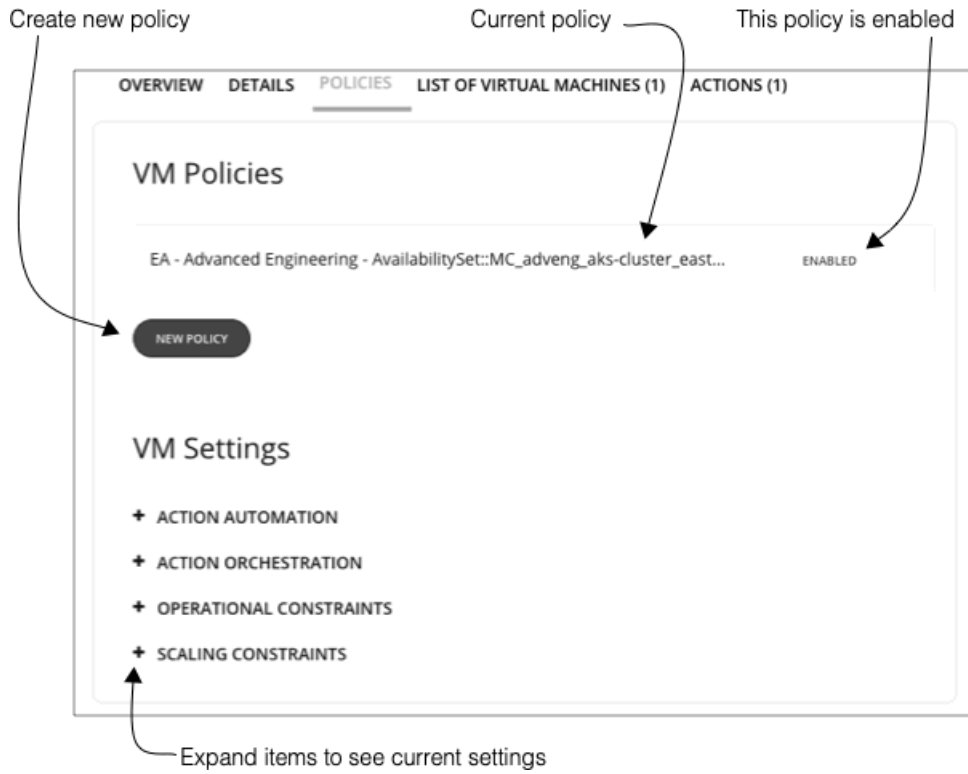 Create new policy
Current policy
This policy is enabled
OVERVIEW DETAILS POLICIES LIST OF VIRTUAL MACHINES (1) ACTIONS (1)
VM Policies
EA - Advanced Engineering - AvailabilitySet::MC_adveng_aks-cluster_east... ENABLED
NEW POLICY
VM Settings
+ ACTION AUTOMATION
+ ACTION ORCHESTRATION
+ OPERATIONAL CONSTRAINTS
+ SCALING CONSTRAINTS
Expand items to see current settings